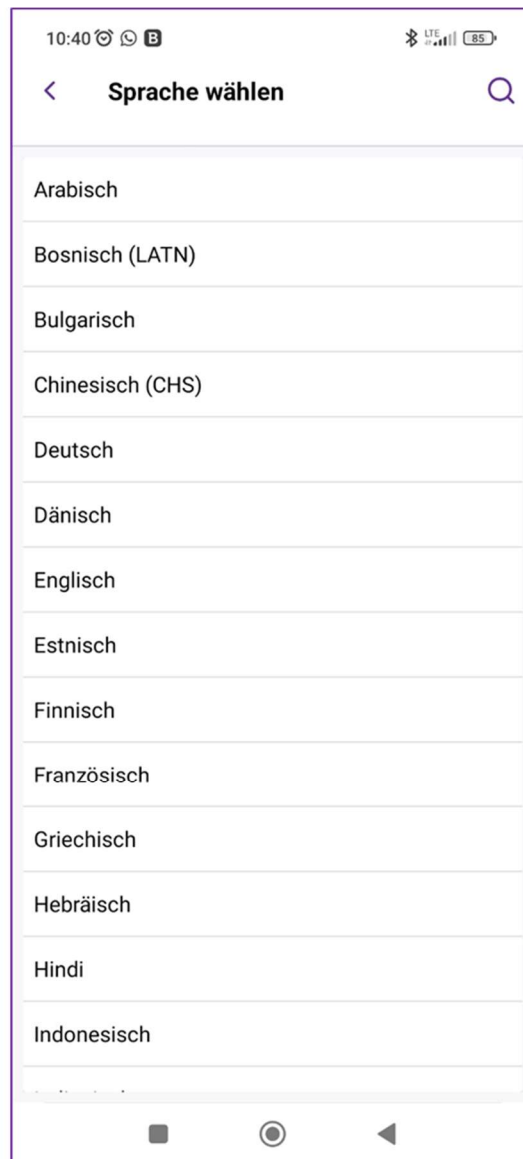 10:40 B LTE 85
Sprache wählen
Arabisch
Bosnisch (LATN)
Bulgarisch
Chinesisch (CHS)
Deutsch
Dänisch
Englisch
Estnisch
Finnisch
Französisch
Griechisch
Hebräisch
Hindi
Indonesisch